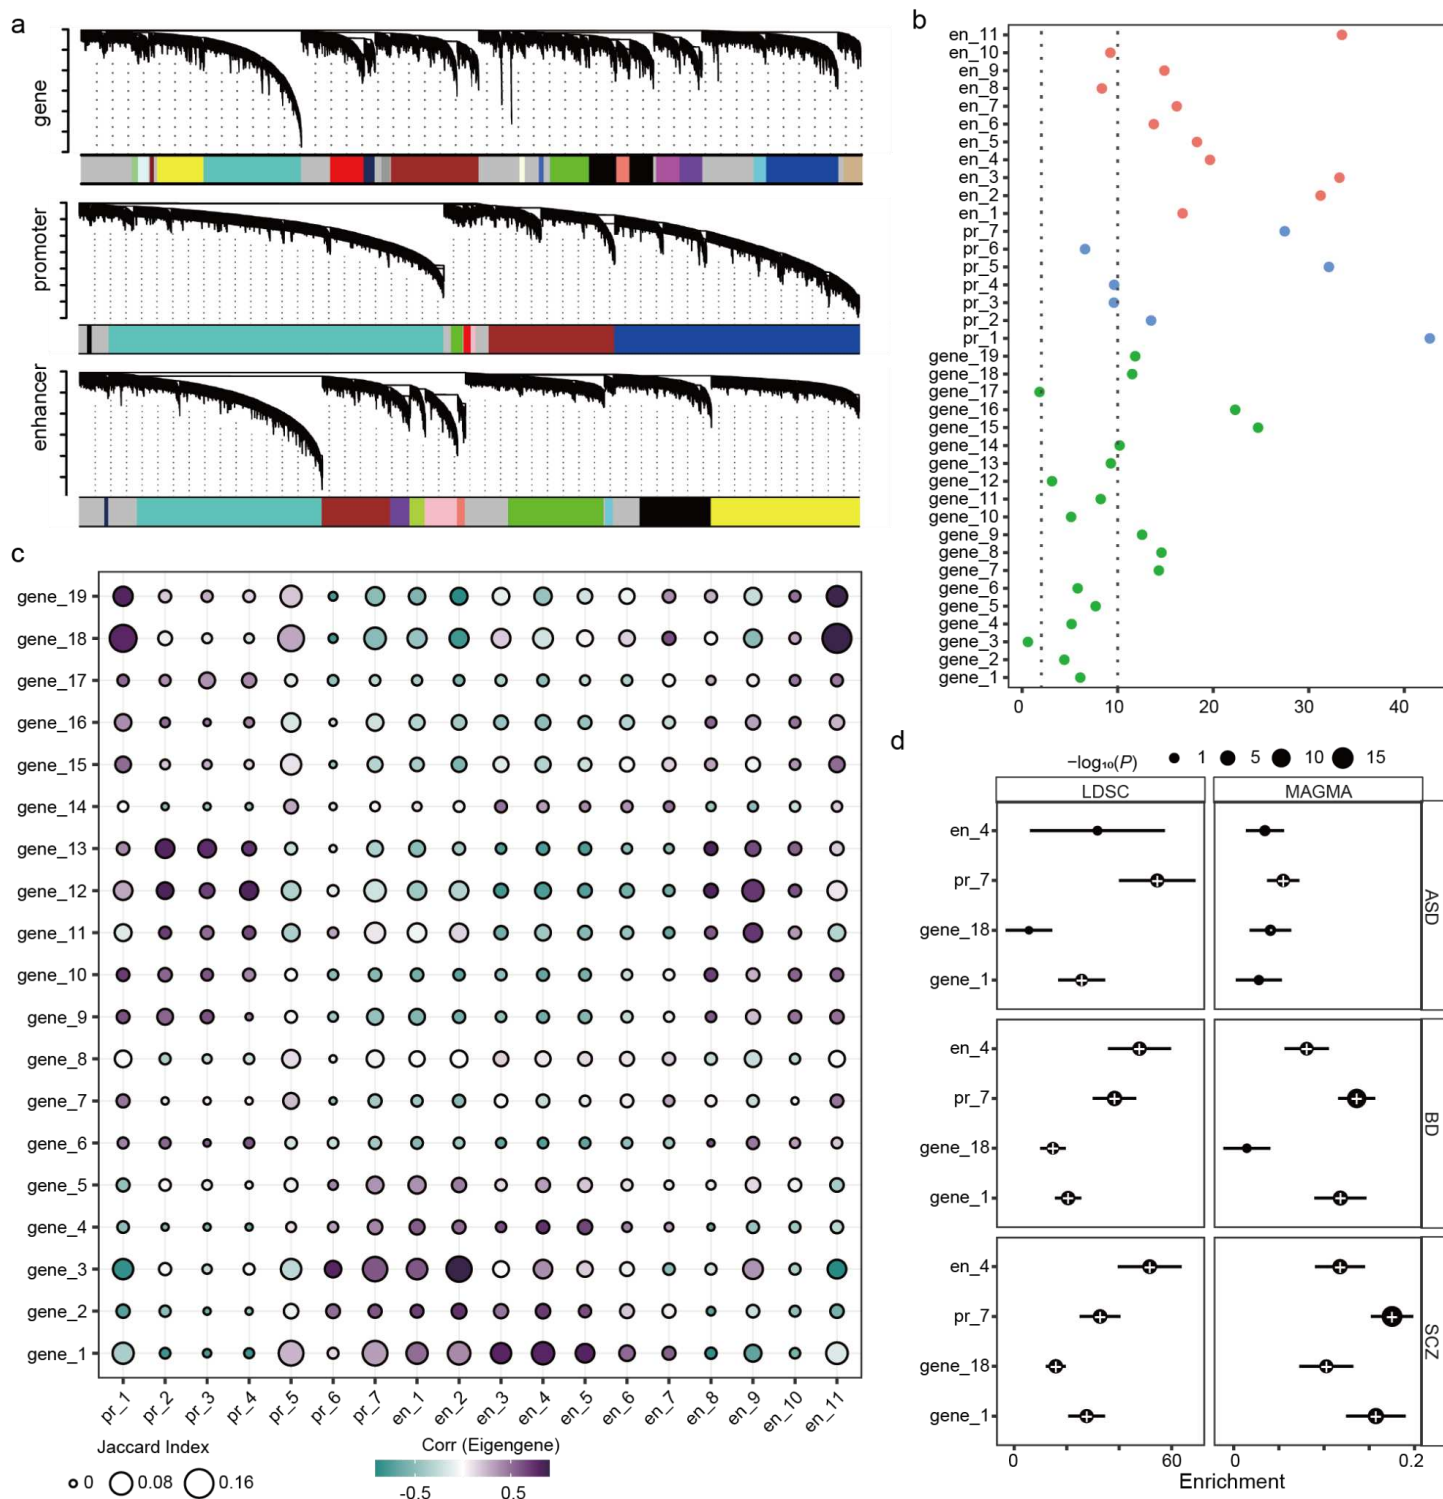 a
gene
promoter
enhancer
b
en_11
en_10
en_9
en_8
en_7
en_6
en_5
en_4
en_3
en_2
en_1
pr_7
pr_6
pr_5
pr_4
pr_3
pr_2
pr_1
gene_19
gene_18
gene_17
gene_16
gene_15
gene_14
gene_13
gene_12
gene_11
gene_10
gene_9
gene_8
gene_7
gene_6
gene_5
gene_4
gene_3
gene_2
gene_1
0 10 20 30 40
c
gene_19
gene_18
gene_17
gene_16
gene_15
gene_14
gene_13
gene_12
gene_11
gene_10
gene_9
gene_8
gene_7
gene_6
gene_5
gene_4
gene_3
gene_2
gene_1
pr_1 pr_2 pr_3 pr_4 pr_5 pr_6 pr_7 en_1 en_2 en_3 en_4 en_5 en_6 en_7 en_8 en_9 en_10 en_11
Jaccard Index
0 0.08 0.16
Corr (Eigengene)
-0.5 0.5
d
−log₁₀(P) 1 5 10 15
LDSC MAGMA
en_4
pr_7
gene_18
gene_1
ASD
en_4
pr_7
gene_18
gene_1
BD
en_4
pr_7
gene_18
gene_1
SCZ
0 60 0 0.2
Enrichment